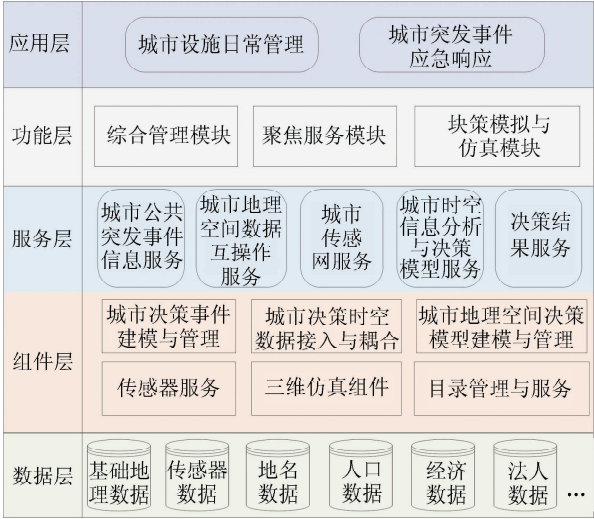 应用层
城市设施日常管理
城市突发事件
应急响应
功能层
综合管理模块
聚焦服务模块
块策模拟与
仿真模块
服务层
城市公共
突发事件
信息服务
城市地理
空间数据
互操作
服务
城市
传感
网服务
城市时空
信息分析
与决策
模型服务
决策结
果服务
组件层
城市决策事件
建模与管理
城市决策时空
数据接入与耦合
城市地理空间决策
模型建模与管理
传感器服务
三维仿真组件
目录管理与服务
数据层
基础地
理数据
传感器
数据
地名
数据
人口
数据
经济
数据
法人
数据
...